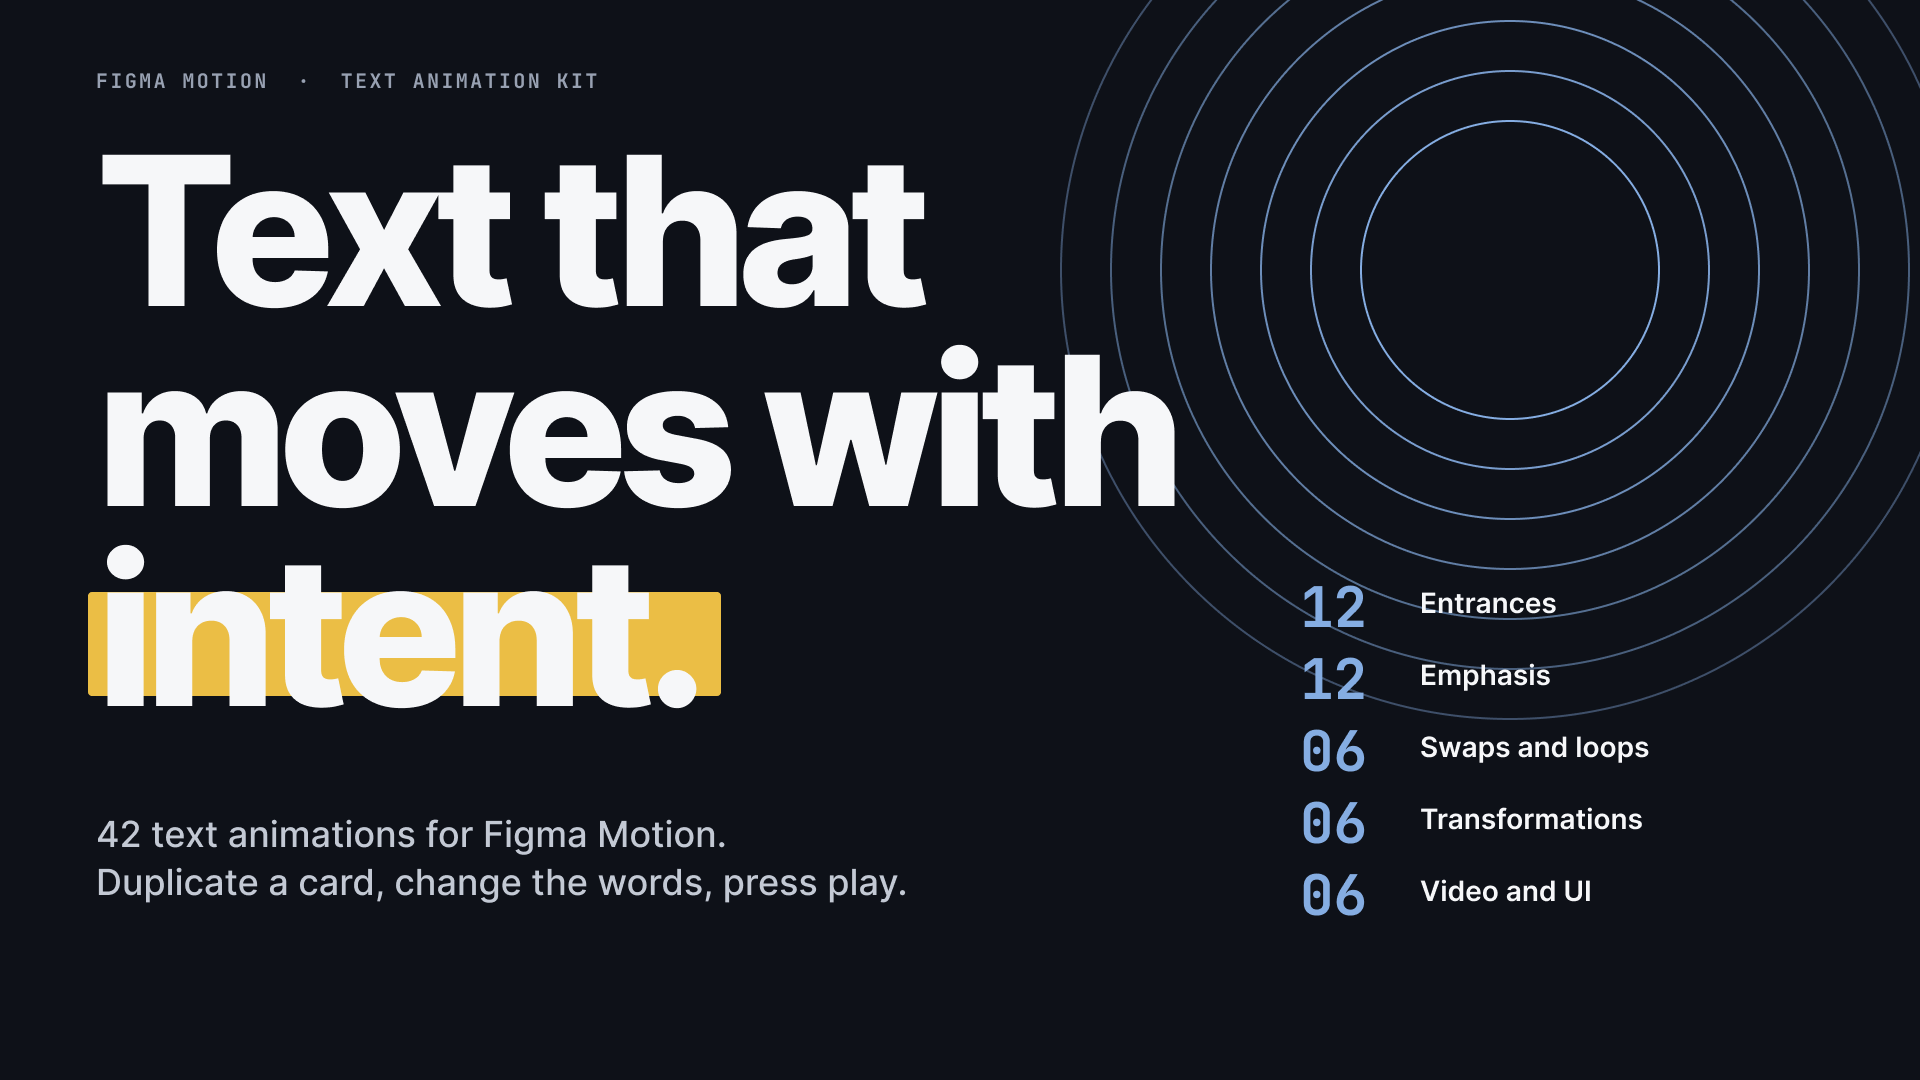 FIGMA MOTION · TEXT ANIMATION KIT
Text that
moves with
intent.
42 text animations for Figma Motion.
Duplicate a card, change the words, press play.
12 Entrances
12 Emphasis
06 Swaps and loops
06 Transformations
06 Video and UI